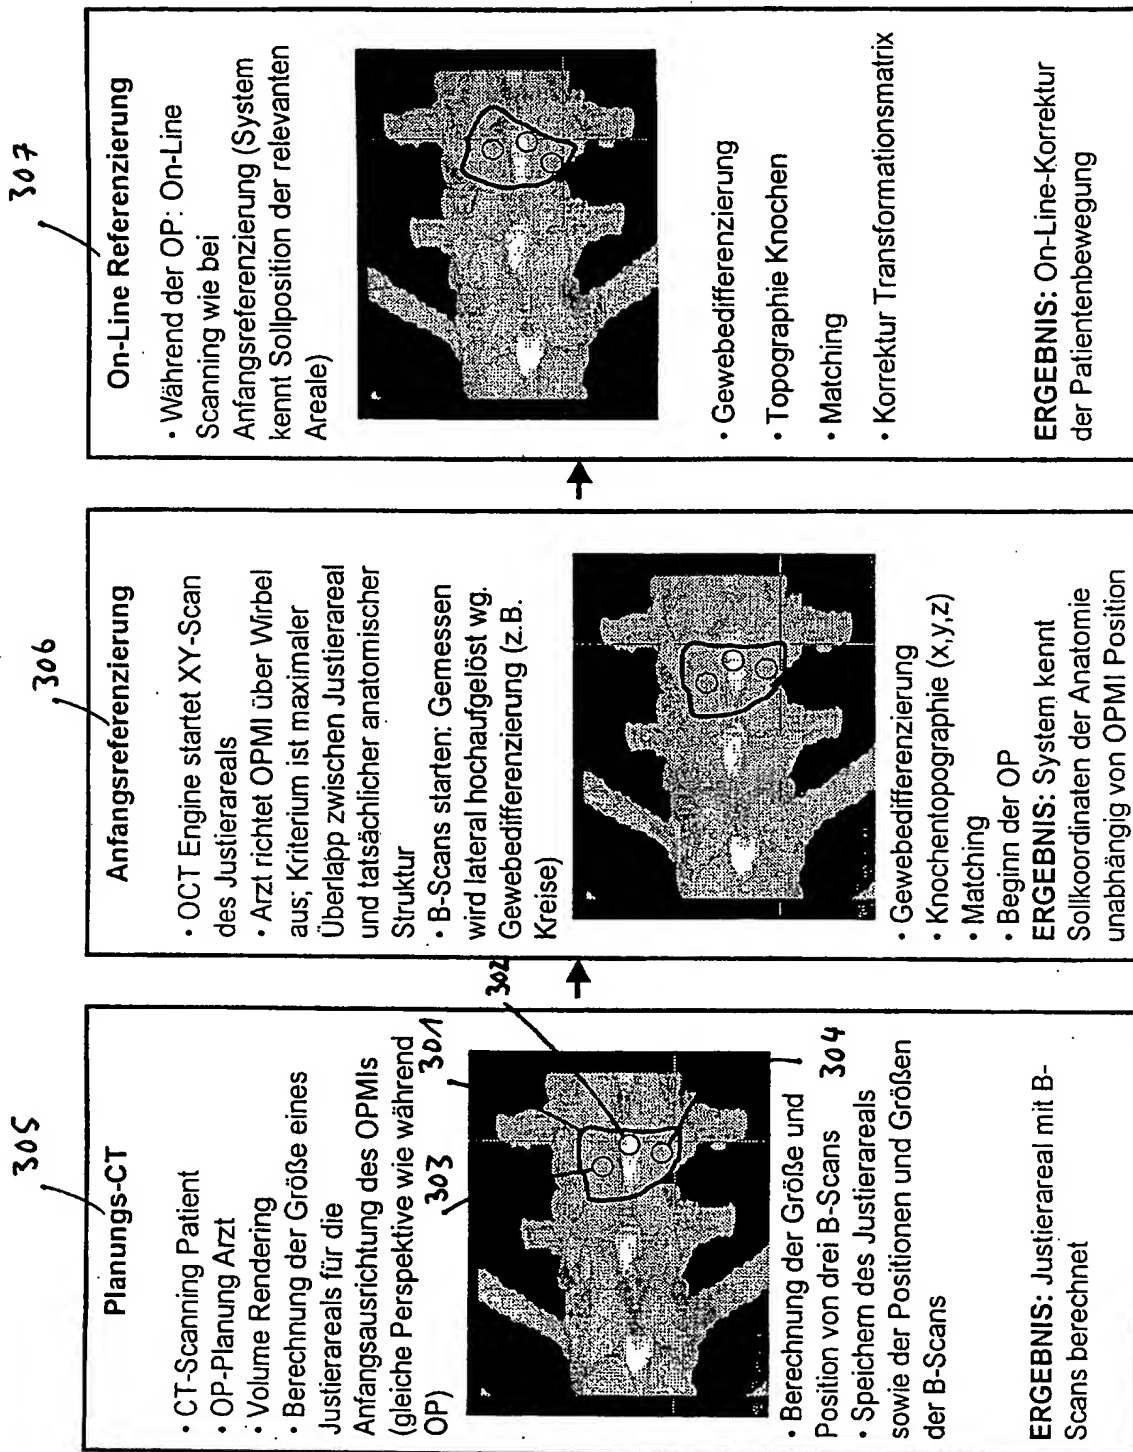 305
Planungs-CT
• CT-Scanning Patient
• OP-Planung Arzt
• Volume Rendering
• Berechnung der Größe eines
Justierareals für die
Anfangsausrichtung des OPMIs
(gleiche Perspektive wie während
OP)
303
301
302
304
• Berechnung der Größe und
Position von drei B-Scans
• Speichern des Justierareals
sowie der Positionen und Größen
der B-Scans
ERGEBNIS: Justierareal mit B-
Scans berechnet
306
Anfangsreferenzierung
• OCT Engine startet XY-Scan
des Justierareals
• Arzt richtet OPMI über Wirbel
aus; Kriterium ist maximaler
Überlapp zwischen Justierareal
und tatsächlicher anatomischer
Struktur
• B-Scans starten: Gemessen
wird lateral hochaufgelöst wg.
Gewebedifferenzierung (z.B.
Kreise)
• Gewebedifferenzierung
• Knochentopographie (x,y,z)
• Matching
• Beginn der OP
ERGEBNIS: System kennt
Sollkoordinaten der Anatomie
unabhängig von OPMI Position
307
On-Line Referenzierung
• Während der OP: On-Line
Scanning wie bei
Anfangsreferenzierung (System
kennt Sollposition der relevanten
Areale)
• Gewebedifferenzierung
• Topographie Knochen
• Matching
• Korrektur Transformationsmatrix
ERGEBNIS: On-Line-Korrektur
der Patientenbewegung